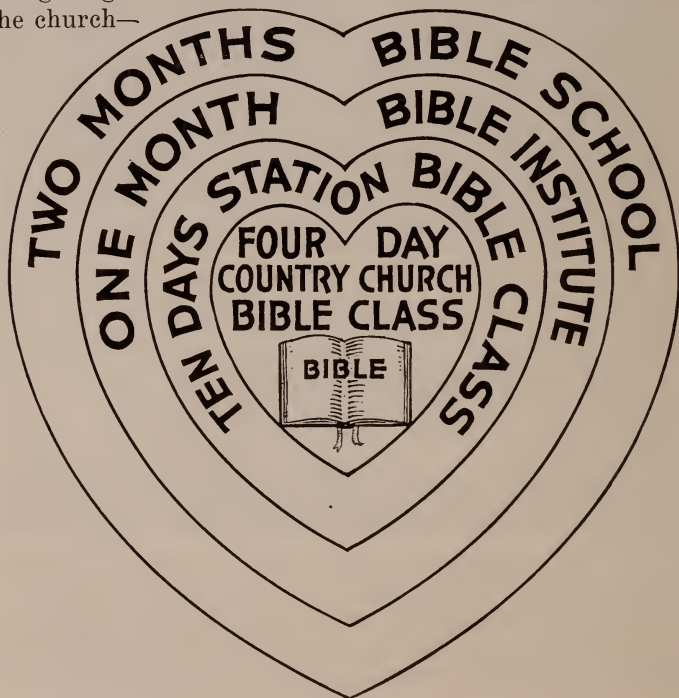 he church—
TWO MONTHS BIBLE SCHOOL
ONE MONTH BIBLE INSTITUTE
TEN DAYS STATION BIBLE CLASS
FOUR DAY
COUNTRY CHURCH
BIBLE CLASS
BIBLE